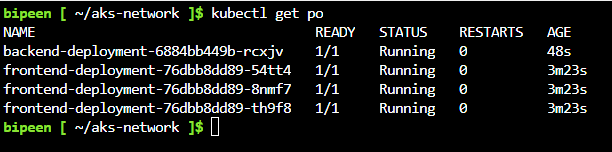 bipeen [ ~/aks-network ]$ kubectl get po
NAME READY STATUS RESTARTS AGE
backend-deployment-6884bb449b-rcxjv 1/1 Running 0 48s
frontend-deployment-76dbb8dd89-54tt4 1/1 Running 0 3m23s
frontend-deployment-76dbb8dd89-8nmf7 1/1 Running 0 3m23s
frontend-deployment-76dbb8dd89-th9f8 1/1 Running 0 3m23s
bipeen [ ~/aks-network ]$